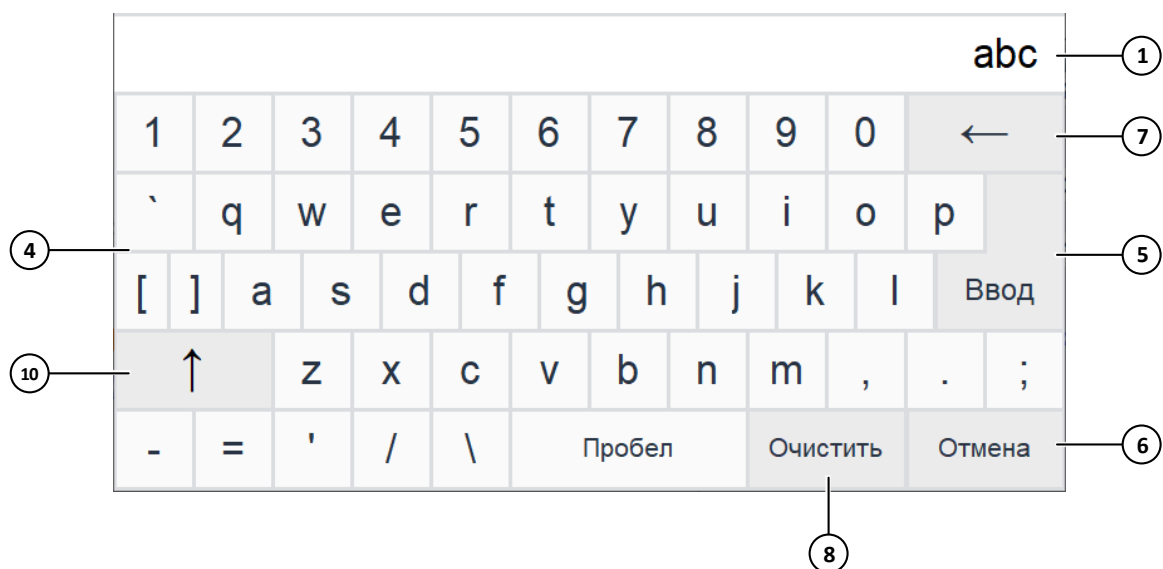 abc 1
1 2 3 4 5 6 7 8 9 0 ← 7
` q w e r t y u i o p
4 5
[ ] a s d f g h j k l Ввод
10 ↑ z x c v b n m , . ;
- = ' / \ Пробел Очистить Отмена 6
8